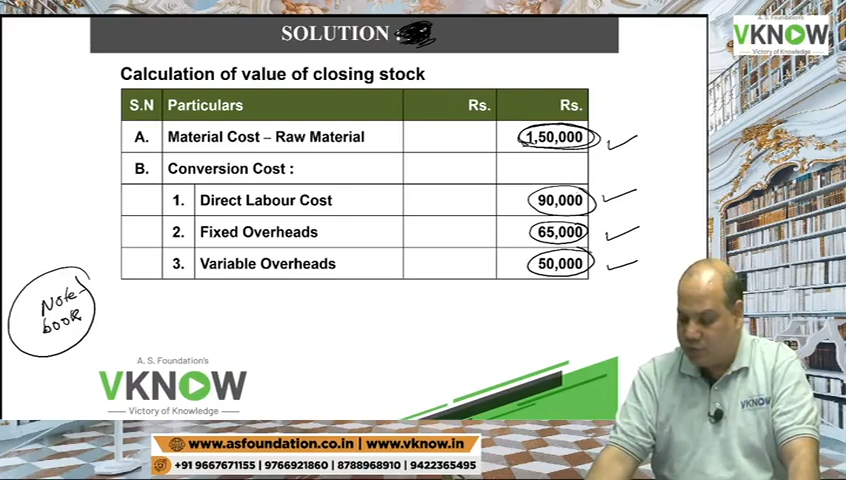 SOLUTION :
A. S. Foundation's
VKNOW
Victory of Knowledge
Calculation of value of closing stock
S.N Particulars Rs. Rs.
A. Material Cost – Raw Material 1,50,000
B. Conversion Cost :
1. Direct Labour Cost 90,000
2. Fixed Overheads 65,000
3. Variable Overheads 50,000
Note-
book
A. S. Foundation's
VKNOW
Victory of Knowledge
VKNOW
www.asfoundation.co.in | www.vknow.in
+91 9667671155 | 9766921860 | 8788968910 | 9422365495